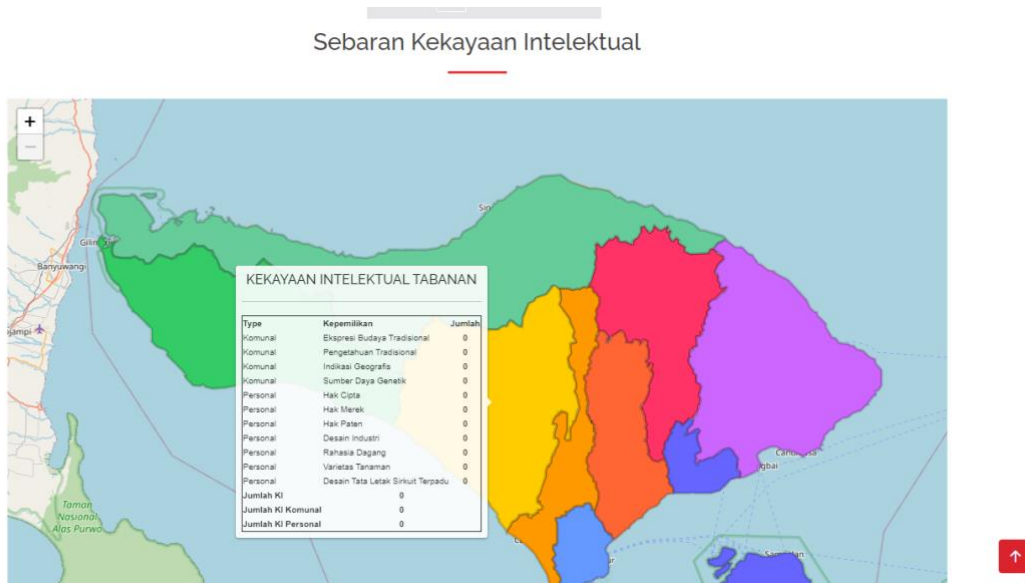 Sebaran Kekayaan Intelektual
+
−
Banyuwangi
KEKAYAAN INTELEKTUAL TABANAN
Type Kepemilikan Jumlah
Komunal Ekspresi Budaya Tradisional 0
Komunal Pengetahuan Tradisional 0
Komunal Indikasi Geografis 0
Komunal Sumber Daya Genetik 0
Personal Hak Cipta 0
Personal Hak Merek 0
Personal Hak Paten 0
Personal Desain Industri 0
Personal Rahasia Dagang 0
Personal Varietas Tanaman 0
Personal Desain Tata Letak Sirkuit Terpadu 0
Jumlah KI 0
Jumlah KI Komunal 0
Jumlah KI Personal 0
Taman
Nasional
Alas Purwo